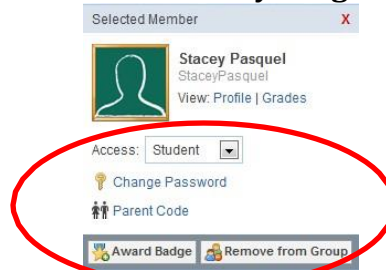 Selected Member X
Stacey Pasquel
StaceyPasquel
View: Profile | Grades
Access: Student
Change Password
Parent Code
Award Badge Remove from Group